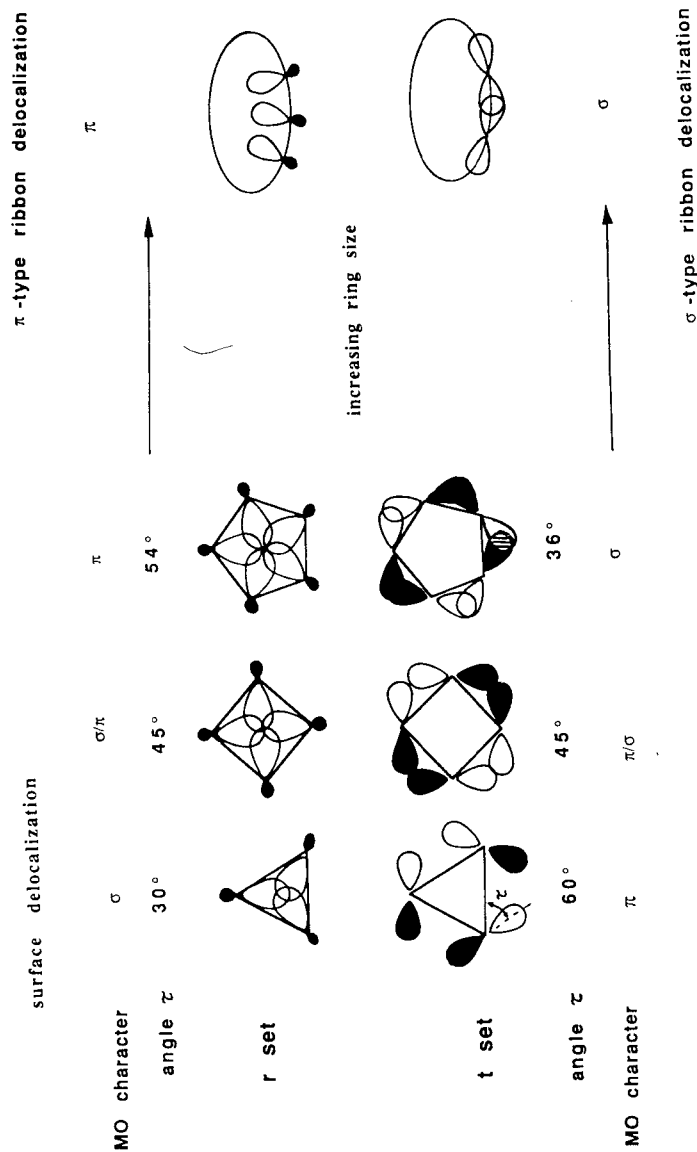 surface delocalization
π -type ribbon delocalization
MO character σ σ/π π π
angle τ 30° 45° 54°
r set
increasing ring size
t set
τ
angle τ 60° 45° 36°
MO character π π/σ σ σ
σ -type ribbon delocalization